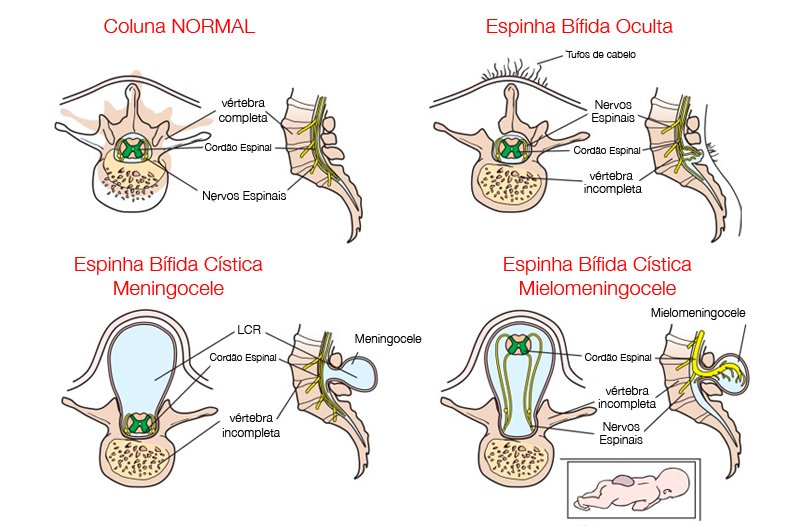 Coluna NORMAL
vértebra
completa
Cordão Espinal
Nervos Espinais
Espinha Bífida Oculta
Tufos de cabelo
Nervos
Espinais
Cordão Espinal
vértebra
incompleta
Espinha Bífida Cística
Meningocele
LCR
Meningocele
Cordão Espinal
vértebra
incompleta
Espinha Bífida Cística
Mielomeningocele
Mielomeningocele
Cordão Espinal
vértebra
incompleta
Nervos
Espinais